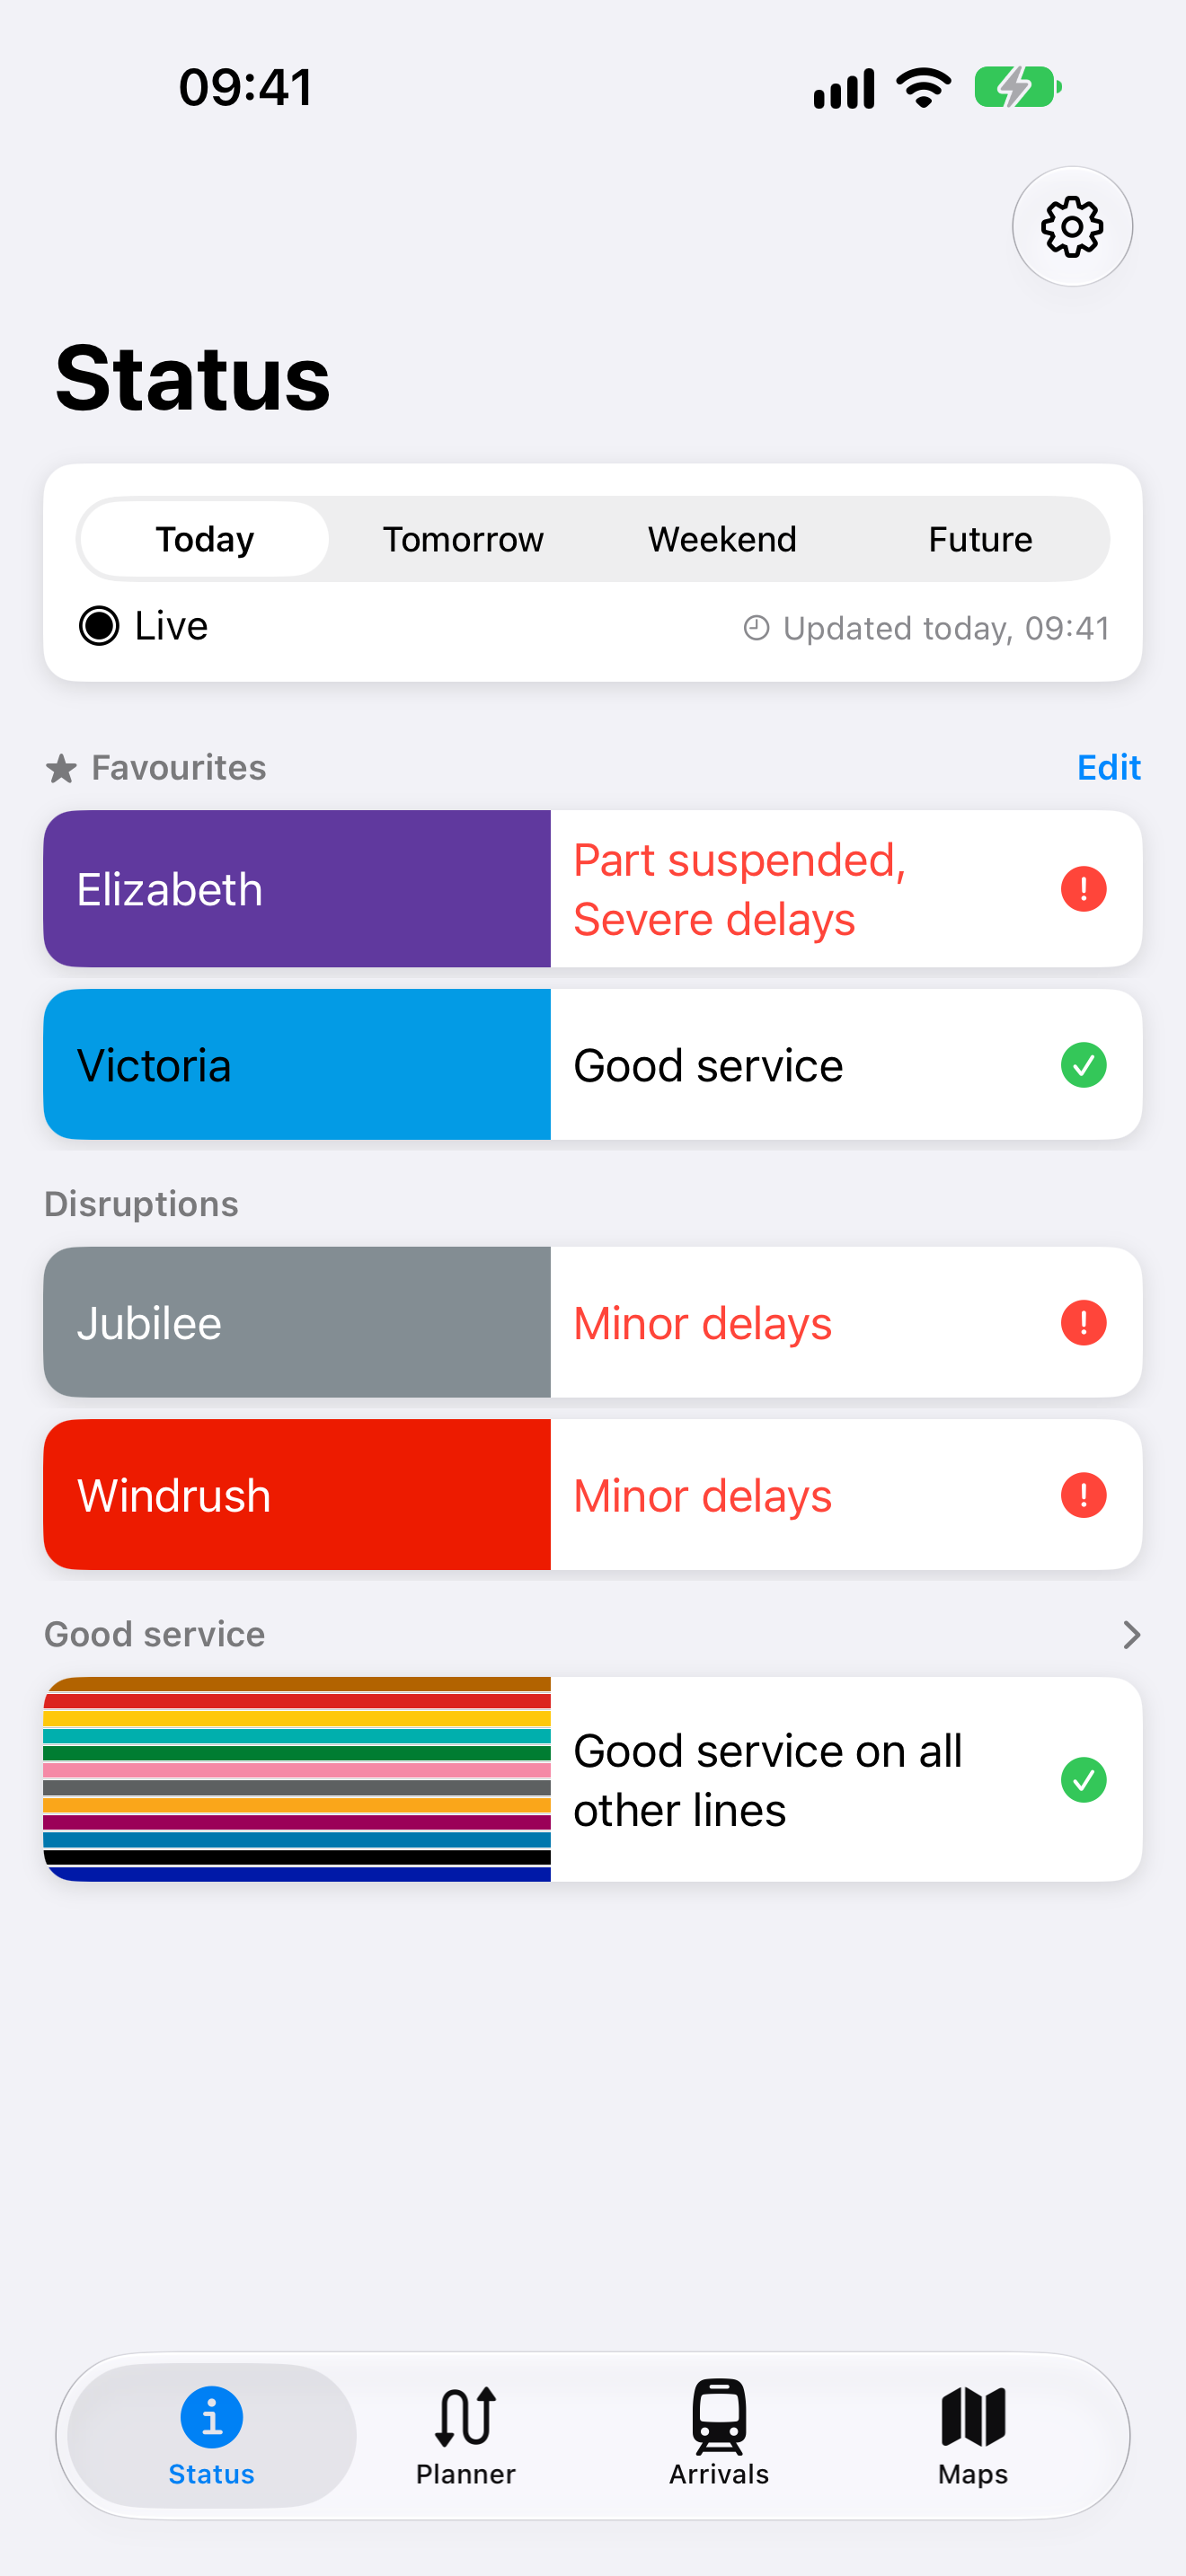 09:41
Status
Today Tomorrow Weekend Future
Live Updated today, 09:41
Favourites Edit
Elizabeth Part suspended,
Severe delays
Victoria Good service
Disruptions
Jubilee Minor delays
Windrush Minor delays
Good service
Good service on all
other lines
Status Planner Arrivals Maps